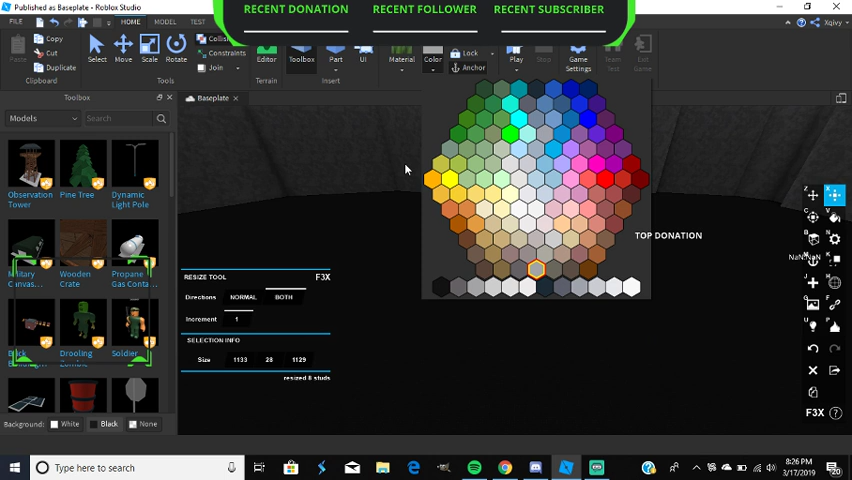 Published as Baseplate - Roblox Studio
RECENT DONATION
RECENT FOLLOWER
RECENT SUBSCRIBER
FILE
HOME
MODEL
TEST
Xqivy
Paste
Copy
Cut
Duplicate
Clipboard
Select
Move
Scale
Rotate
Tools
Constraints
Join
Editor
Terrain
Toolbox
Part
UI
Insert
Material
Color
Lock
Anchor
Play
Stop
Game
Settings
Team
Test
Exit
Game
Toolbox
Baseplate
Models
Search
Observation
Tower
Pine Tree
Dynamic
Light Pole
Military
Canvas...
Wooden
Crate
Propane
Gas Conta...
Drooling
Soldier
Background:
White
Black
None
RESIZE TOOL
F3X
Directions
NORMAL
BOTH
Increment
1
SELECTION INFO
Size
1133
28
1129
resized 8 studs
TOP DONATION
Z
X
C
V
B
G
F
U
P
F3X
Type here to search
8:26 PM
3/17/2019
20